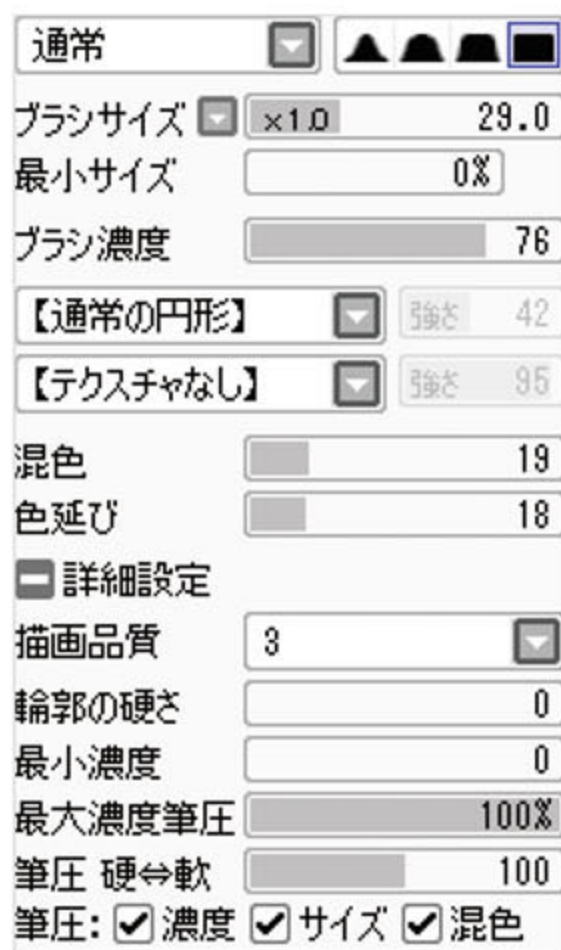 通常
ブラシサイズ ×1.0 29.0
最小サイズ 0%
ブラシ濃度 76
【通常の円形】 強さ 42
【テクスチャなし】 強さ 95
混色 19
色延び 18
詳細設定
描画品質 3
輪郭の硬さ 0
最小濃度 0
最大濃度筆圧 100%
筆圧 硬⇔軟 100
筆圧: 濃度 サイズ 混色